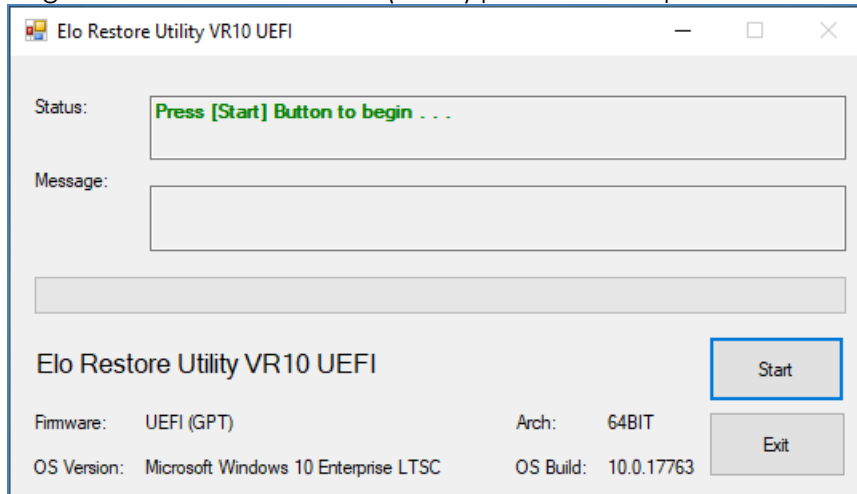 Elo Restore Utility VR10 UEFI
Status:
Press [Start] Button to begin . . .
Message:
Elo Restore Utility VR10 UEFI
Start
Firmware: UEFI (GPT) Arch: 64BIT
Exit
OS Version: Microsoft Windows 10 Enterprise LTSC OS Build: 10.0.17763